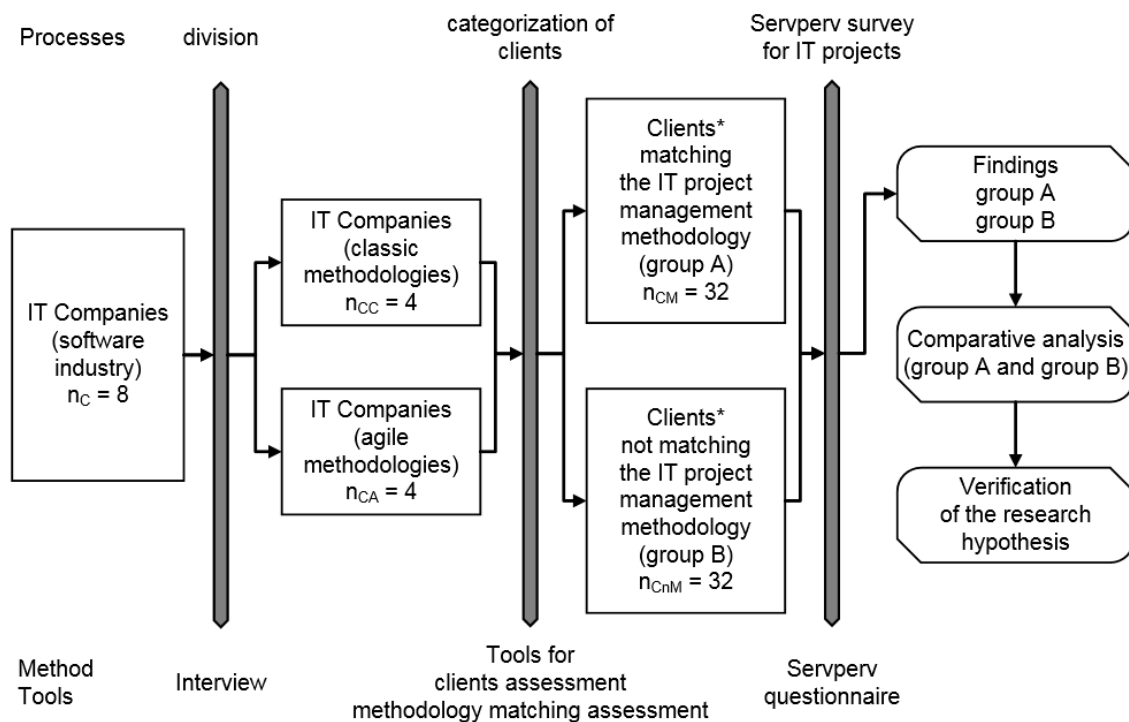 Processes
division
categorization of
clients
Servperv survey
for IT projects
IT Companies
(software
industry)
nC = 8
IT Companies
(classic
methodologies)
nCC = 4
IT Companies
(agile
methodologies)
nCA = 4
Clients*
matching
the IT project
management
methodology
(group A)
nCM = 32
Clients*
not matching
the IT project
management
methodology
(group B)
nCnM = 32
Findings
group A
group B
Comparative analysis
(group A and group B)
Verification
of the research
hypothesis
Method
Tools
Interview
Tools for
clients assessment
methodology matching assessment
Servperv
questionnaire